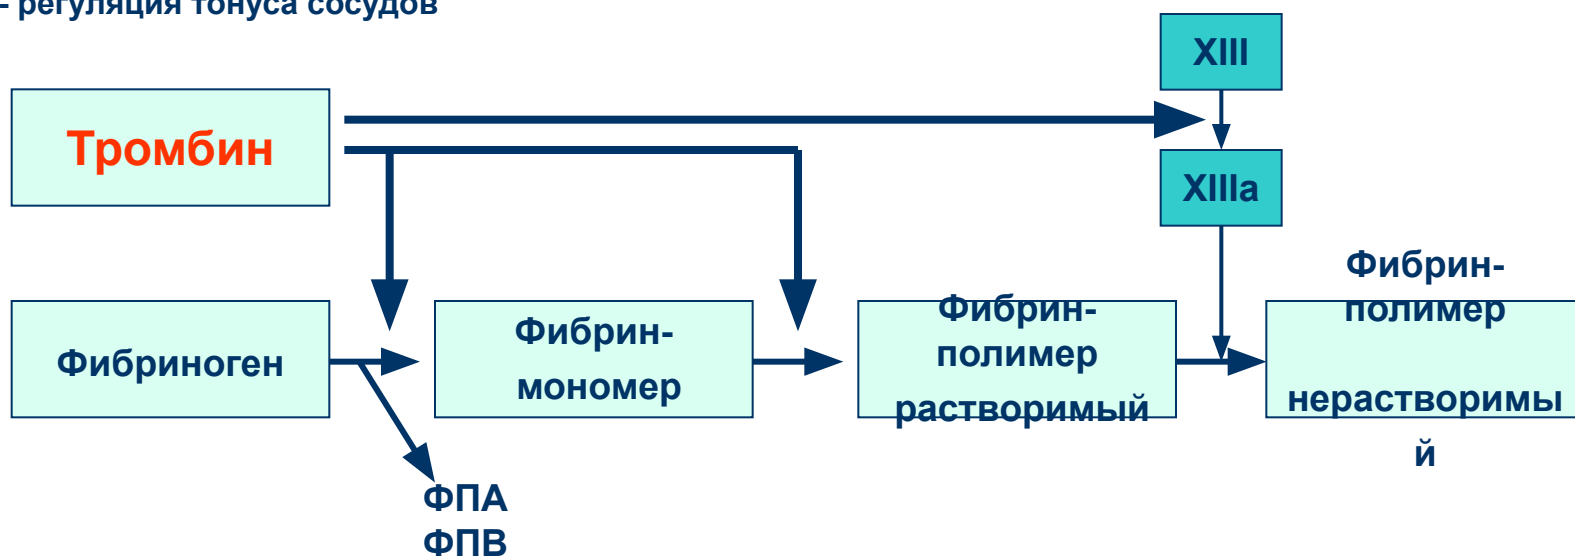 - регуляция тонуса сосудов
XIII
Тромбин
XIIIa
Фибриноген
Фибрин-
мономер
Фибрин-
полимер
растворимый
Фибрин-
полимер
нерастворимы
й
ФПА
ФПВ